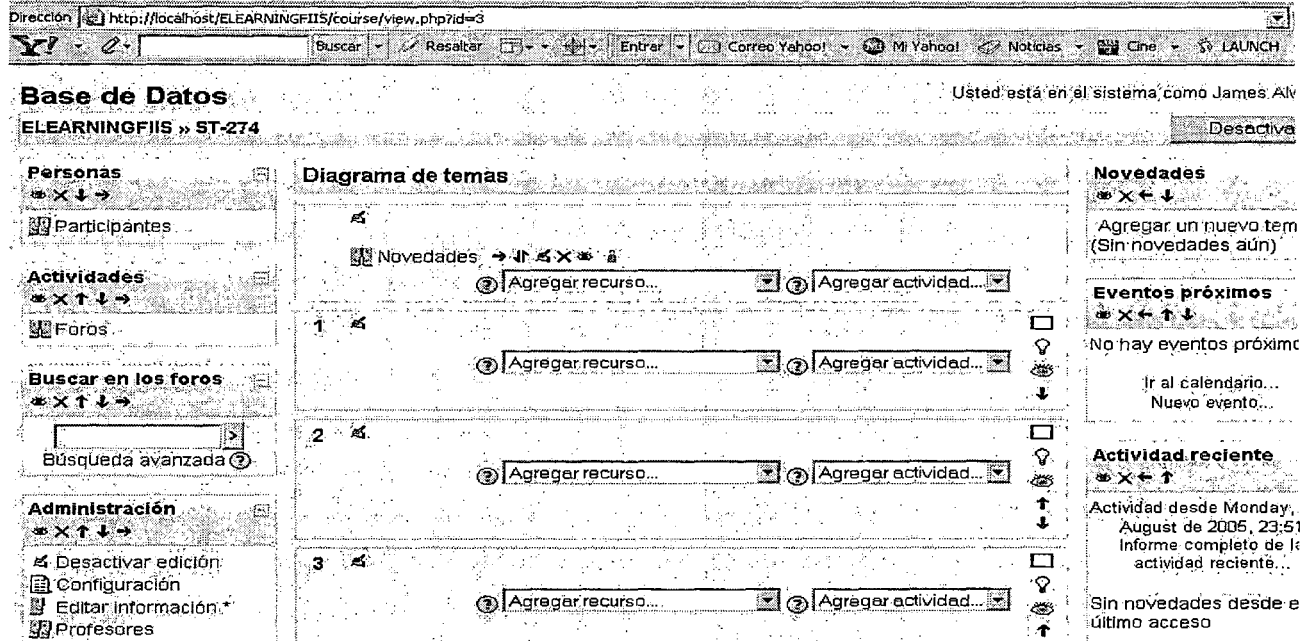 Dirección http://localhost/ELEARNINGFIIS/course/view.php?id=3
Y! Buscar Resaltar Entrar Correo Yahoo! Mi Yahoo! Noticias Cine LAUNCH
Base de Datos
Usted está en el sistema como James Alv
ELEARNINGFIIS » ST-274
Desactiva
Personas
Participantes
Actividades
Foros
Buscar en los foros
Búsqueda avanzada
Administración
Desactivar edición
Configuración
Editar información *
Profesores
Diagrama de temas
Novedades
Agregar recurso... Agregar actividad...
1
Agregar recurso... Agregar actividad...
2
Agregar recurso... Agregar actividad...
3
Agregar recurso... Agregar actividad...
Novedades
Agregar un nuevo tem
(Sin novedades aún)
Eventos próximos
No hay eventos próximo
Ir al calendario...
Nuevo evento...
Actividad reciente
Actividad desde Monday,
August de 2005, 23:51
Informe completo de la
actividad reciente...
Sin novedades desde e
último acceso